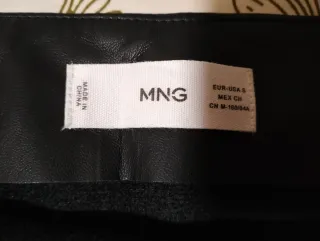 MADE IN
CHINA
MNG
EUR-USA S
MEX CH
CN M-160/84A